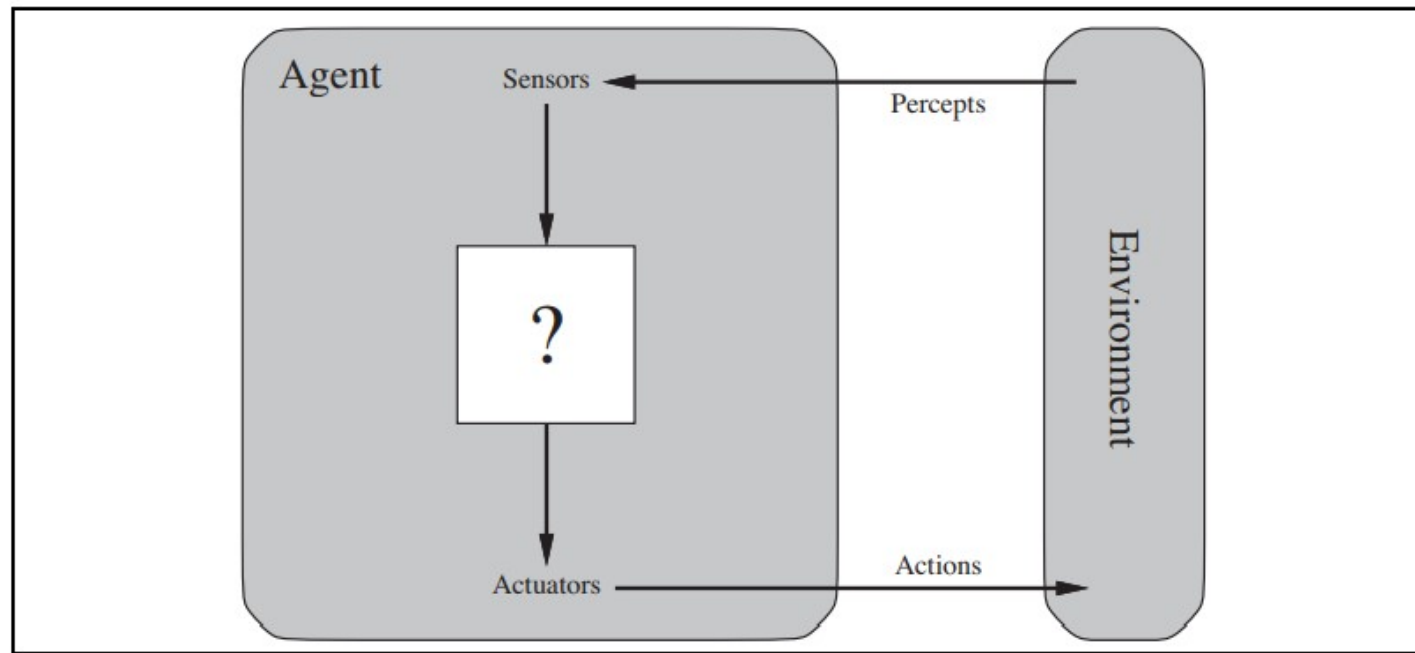 Agent
Sensors
Percepts
?
Environment
Actions
Actuators